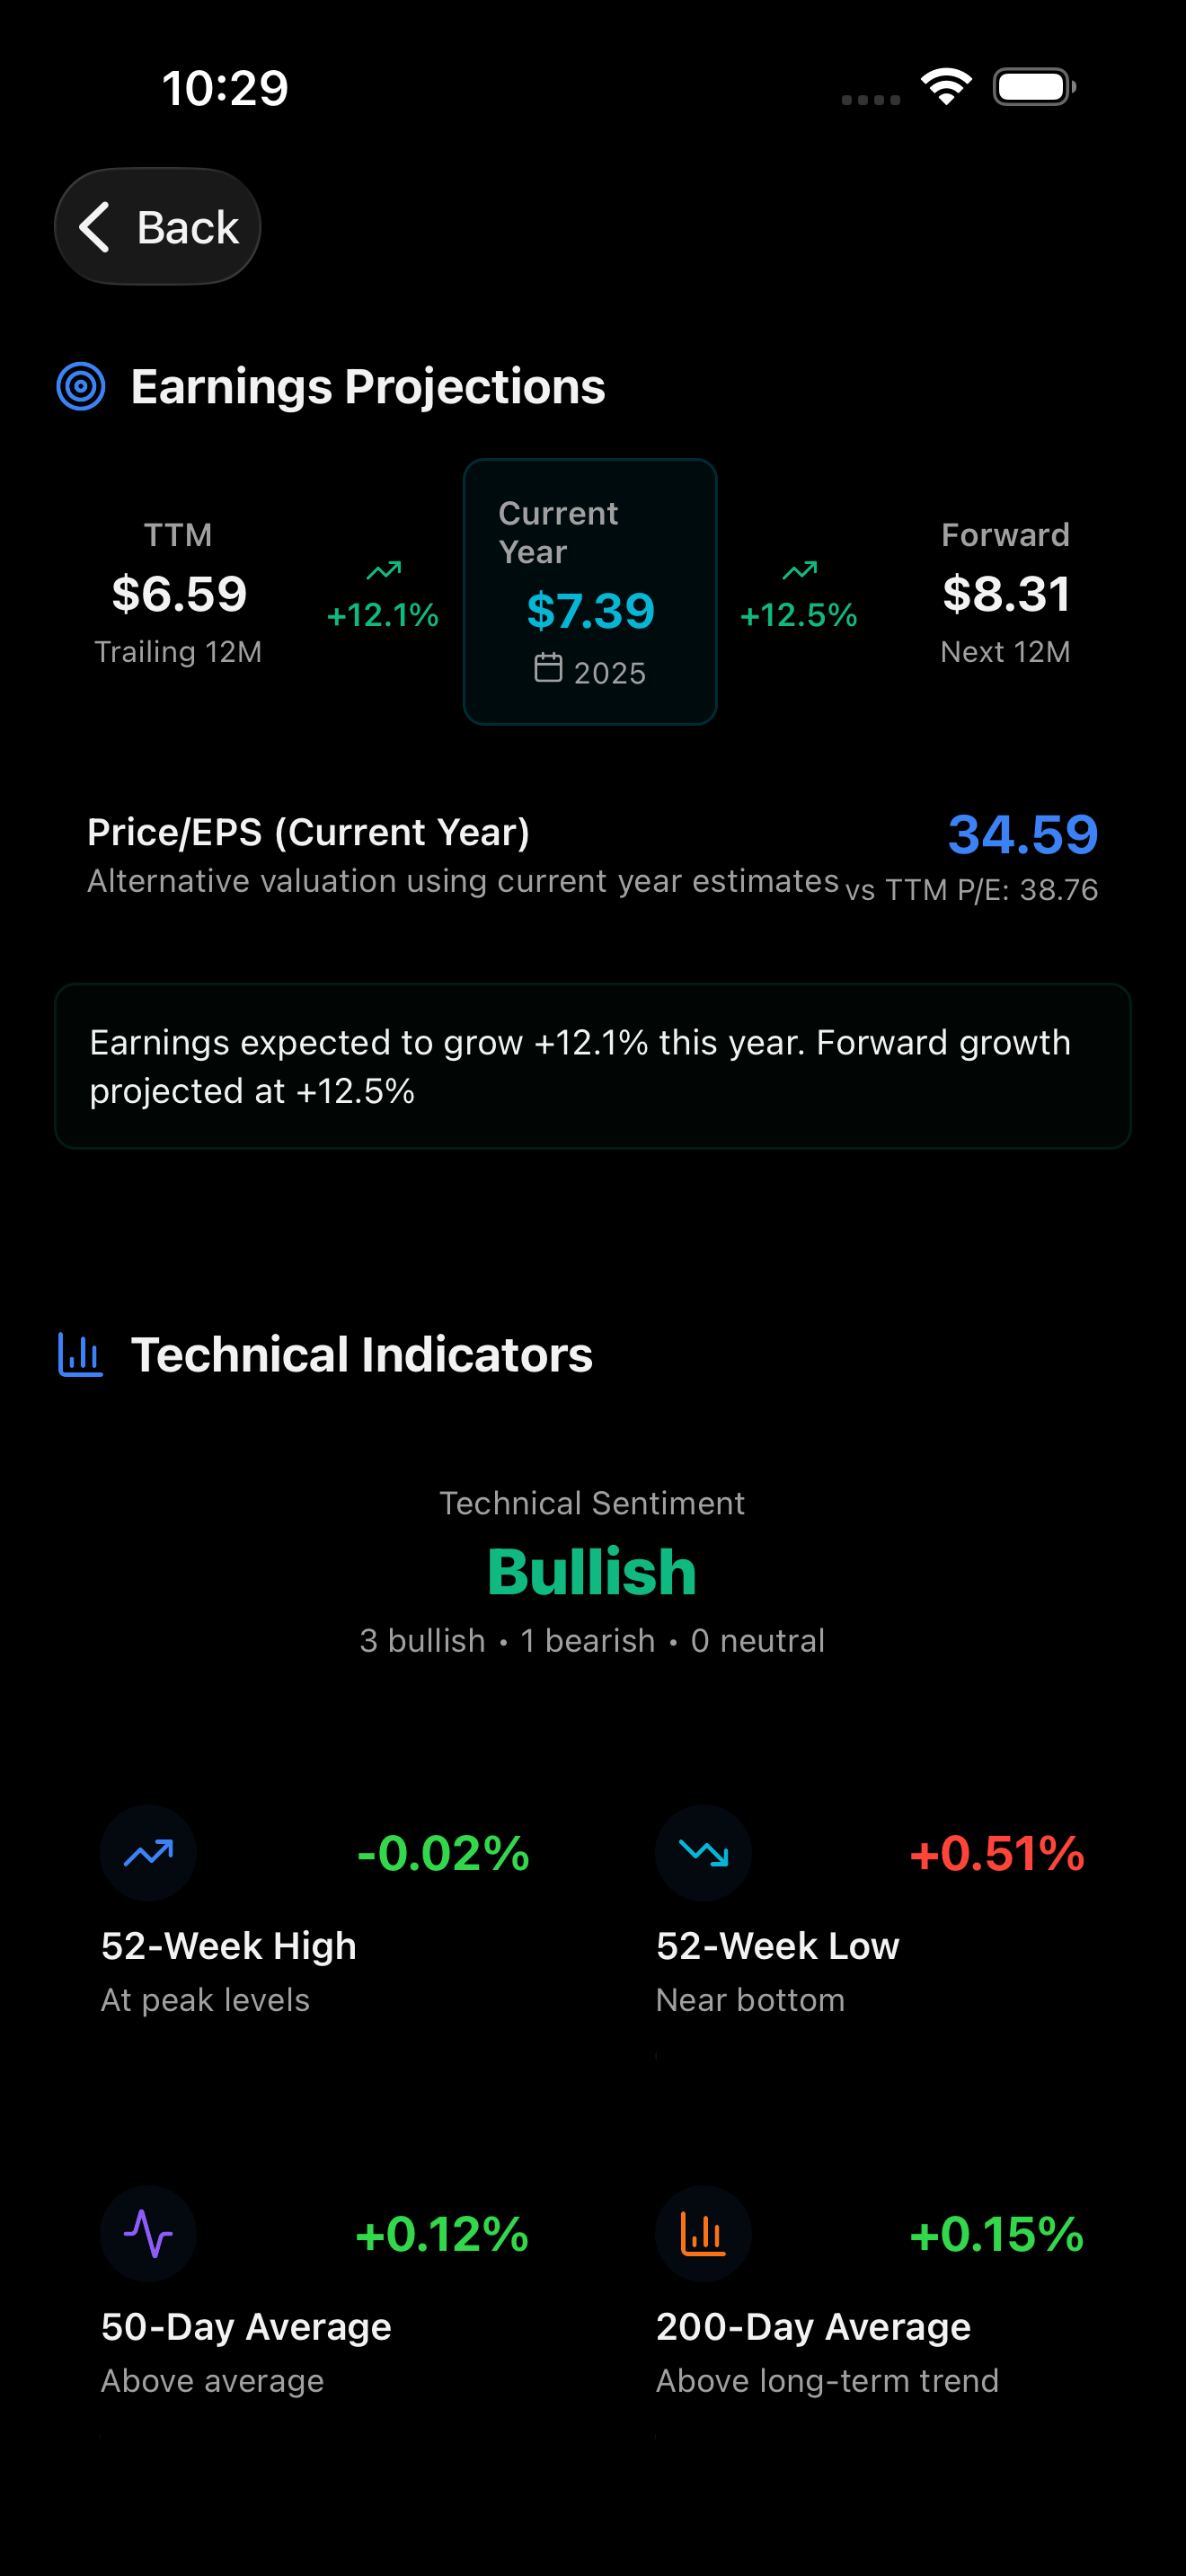 10:29
Back
Earnings Projections
TTM
$6.59
Trailing 12M
+12.1%
Current
Year
$7.39
2025
+12.5%
Forward
$8.31
Next 12M
Price/EPS (Current Year)
Alternative valuation using current year estimates
34.59
vs TTM P/E: 38.76
Earnings expected to grow +12.1% this year. Forward growth
projected at +12.5%
Technical Indicators
Technical Sentiment
Bullish
3 bullish • 1 bearish • 0 neutral
-0.02%
52-Week High
At peak levels
+0.51%
52-Week Low
Near bottom
+0.12%
50-Day Average
Above average
+0.15%
200-Day Average
Above long-term trend